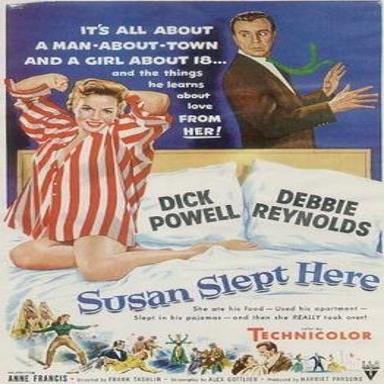 IT'S ALL ABOUT
A MAN-ABOUT-TOWN
AND A GIRL ABOUT 18...
and the things
he learns
about
love
FROM
HER!
DICK
POWELL
DEBBIE
REYNOLDS
Susan Slept Here
She ate his food - Used his apartment -
Slept in his pajamas - and then she REALLY took over!
COLOR BY
TECHNICOLOR
ANNE FRANCIS • Directed by FRANK TASHLIN • Screenplay by ALEX GOTTLIEB • Produced by HARRIET PARSONS
RKO